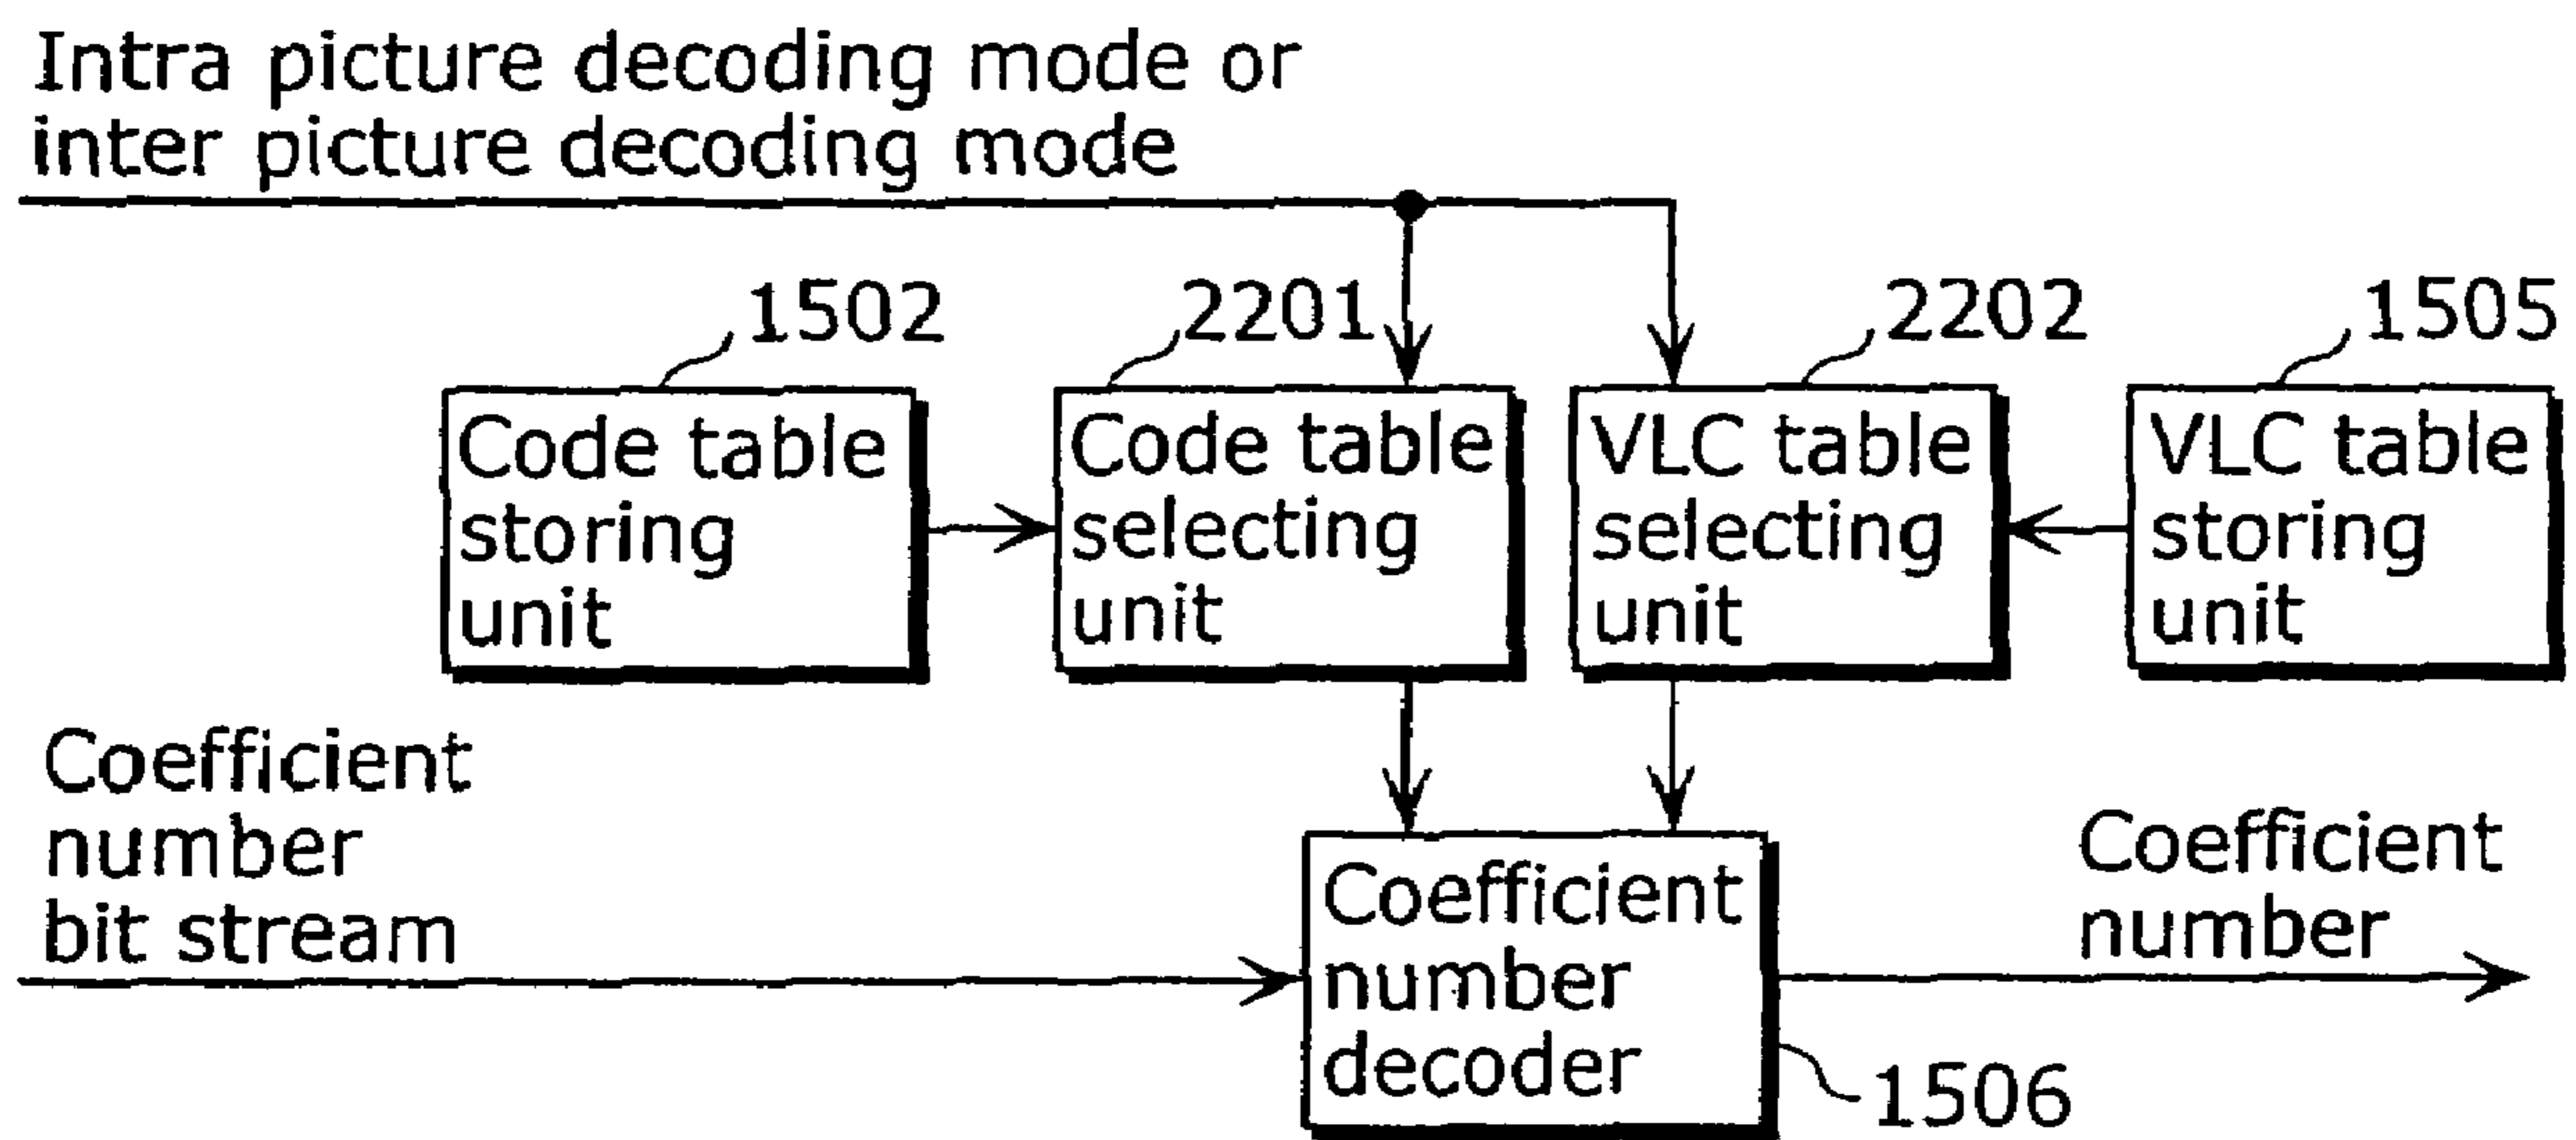 Intra picture decoding mode or
inter picture decoding mode
1502
2201
2202
1505
Code table
storing
unit
Code table
selecting
unit
VLC table
selecting
unit
VLC table
storing
unit
Coefficient
number
bit stream
Coefficient
number
decoder
Coefficient
number
1506